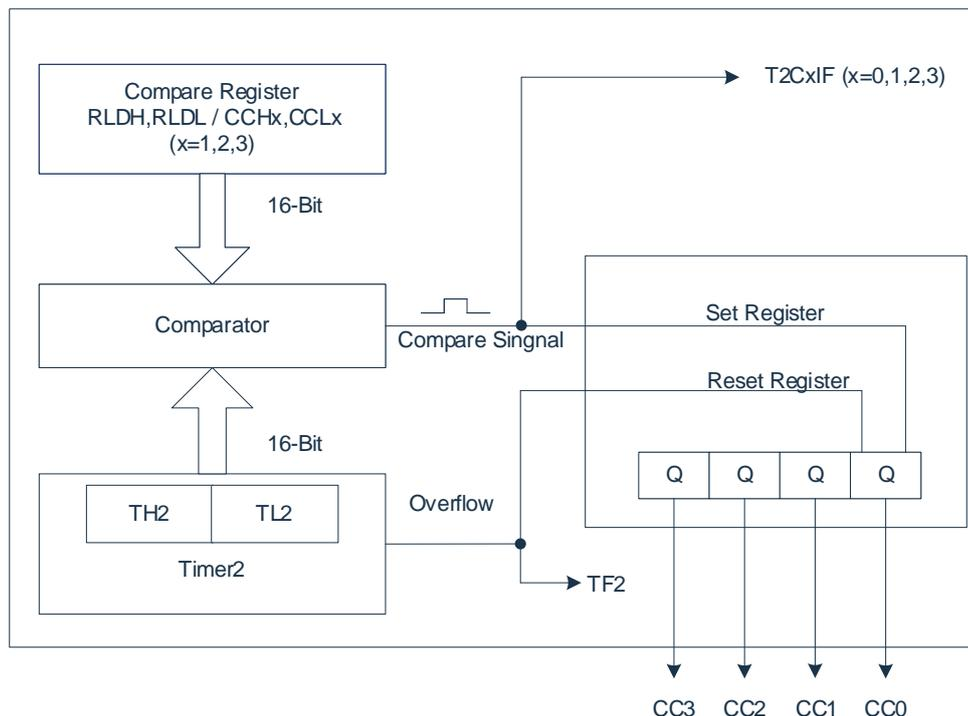 Compare Register
RLDH,RLDL / CCHx,CCLx
(x=1,2,3)
T2CxIF (x=0,1,2,3)
16-Bit
Comparator
Compare Singnal
Set Register
Reset Register
16-Bit
TH2
TL2
Timer2
Overflow
TF2
Q
Q
Q
Q
CC3
CC2
CC1
CC0